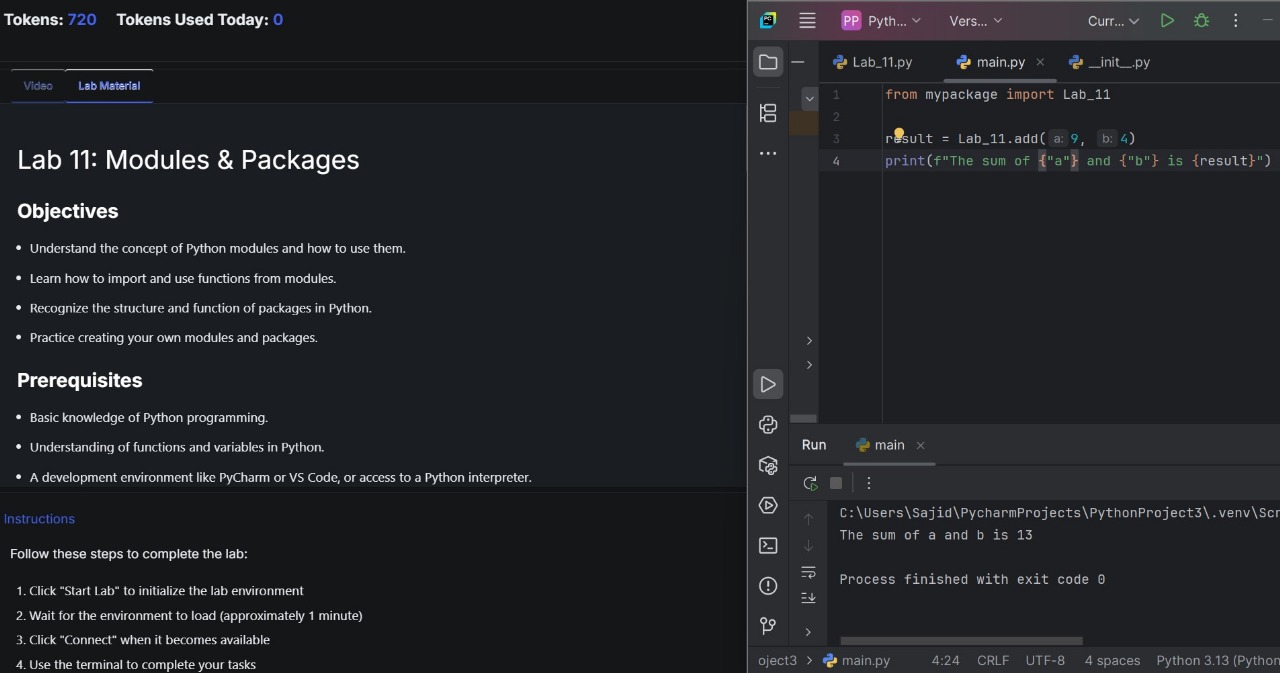 Tokens: 720 Tokens Used Today: 0
Video Lab Material
Lab 11: Modules & Packages
Objectives
• Understand the concept of Python modules and how to use them.
• Learn how to import and use functions from modules.
• Recognize the structure and function of packages in Python.
• Practice creating your own modules and packages.
Prerequisites
• Basic knowledge of Python programming.
• Understanding of functions and variables in Python.
• A development environment like PyCharm or VS Code, or access to a Python interpreter.
Instructions
Follow these steps to complete the lab:
1. Click "Start Lab" to initialize the lab environment
2. Wait for the environment to load (approximately 1 minute)
3. Click "Connect" when it becomes available
4. Use the terminal to complete your tasks
PC PP Pyth... Vers... Curr...
Lab_11.py main.py __init__.py
1 from mypackage import Lab_11
2
3 result = Lab_11.add( a: 9, b: 4)
4 print(f"The sum of {"a"} and {"b"} is {result}")
Run main
C:\Users\Sajid\PycharmProjects\PythonProject3\.venv\Scr
The sum of a and b is 13
Process finished with exit code 0
oject3 main.py 4:24 CRLF UTF-8 4 spaces Python 3.13 (Python